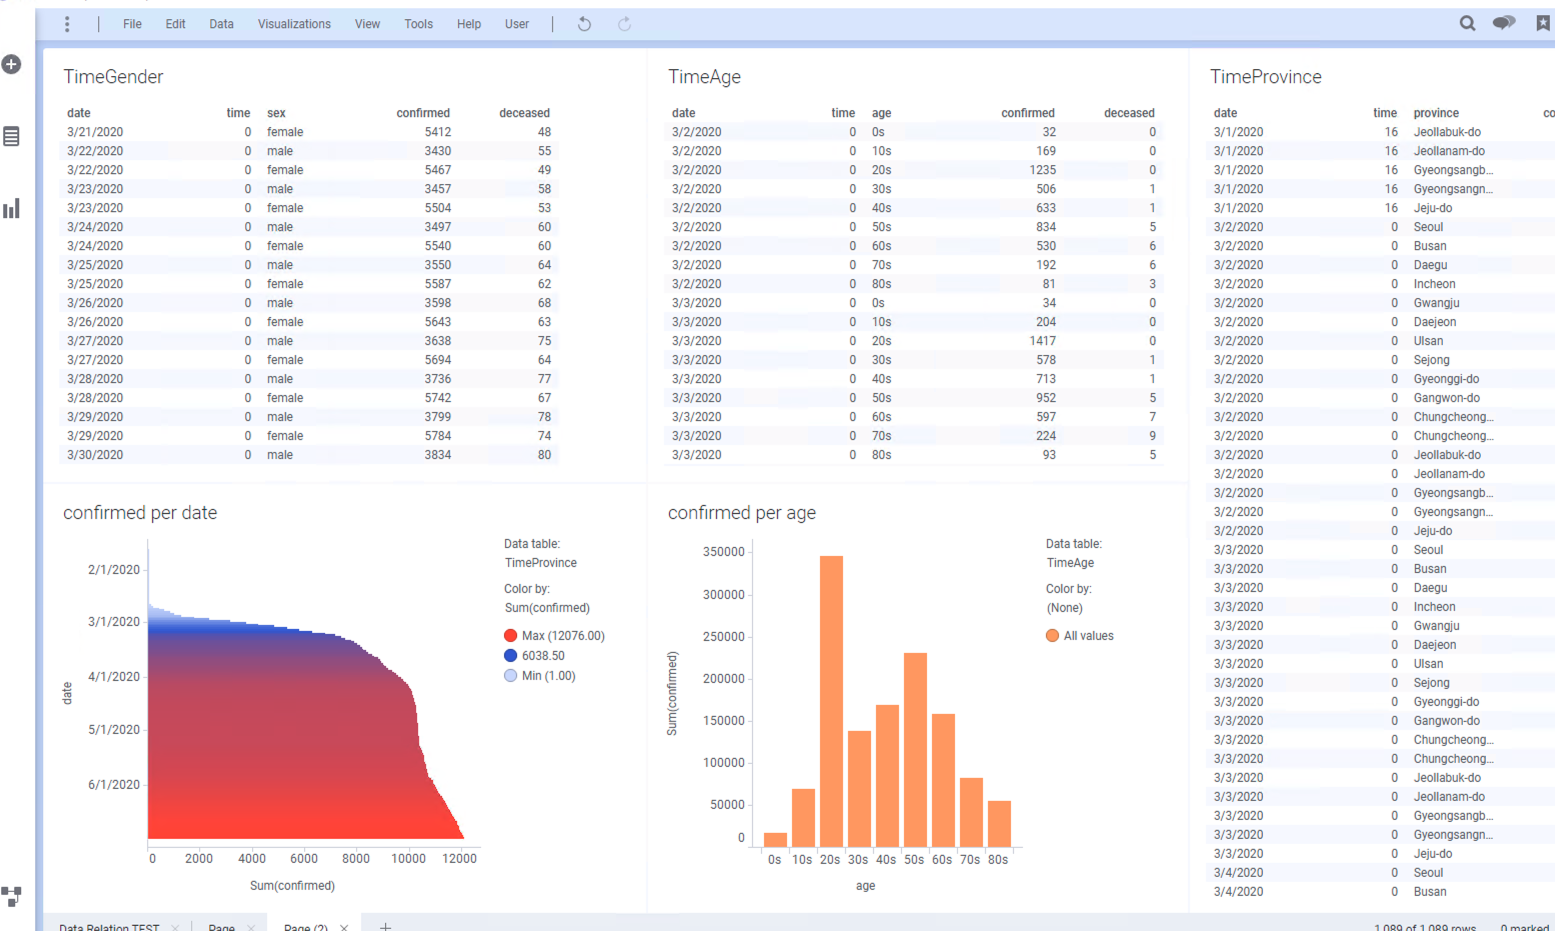 File Edit Data Visualizations View Tools Help User
TimeGender
date time sex confirmed deceased
3/21/2020 0 female 5412 48
3/22/2020 0 male 3430 55
3/22/2020 0 female 5467 49
3/23/2020 0 male 3457 58
3/23/2020 0 female 5504 53
3/24/2020 0 male 3497 60
3/24/2020 0 female 5540 60
3/25/2020 0 male 3550 64
3/25/2020 0 female 5587 62
3/26/2020 0 male 3598 68
3/26/2020 0 female 5643 63
3/27/2020 0 male 3638 75
3/27/2020 0 female 5694 64
3/28/2020 0 male 3736 77
3/28/2020 0 female 5742 67
3/29/2020 0 male 3799 78
3/29/2020 0 female 5784 74
3/30/2020 0 male 3834 80
TimeAge
date time age confirmed deceased
3/2/2020 0 0s 32 0
3/2/2020 0 10s 169 0
3/2/2020 0 20s 1235 0
3/2/2020 0 30s 506 1
3/2/2020 0 40s 633 1
3/2/2020 0 50s 834 5
3/2/2020 0 60s 530 6
3/2/2020 0 70s 192 6
3/2/2020 0 80s 81 3
3/3/2020 0 0s 34 0
3/3/2020 0 10s 204 0
3/3/2020 0 20s 1417 0
3/3/2020 0 30s 578 1
3/3/2020 0 40s 713 1
3/3/2020 0 50s 952 5
3/3/2020 0 60s 597 7
3/3/2020 0 70s 224 9
3/3/2020 0 80s 93 5
TimeProvince
date time province co
3/1/2020 16 Jeollabuk-do
3/1/2020 16 Jeollanam-do
3/1/2020 16 Gyeongsangb...
3/1/2020 16 Gyeongsangn...
3/1/2020 16 Jeju-do
3/2/2020 0 Seoul
3/2/2020 0 Busan
3/2/2020 0 Daegu
3/2/2020 0 Incheon
3/2/2020 0 Gwangju
3/2/2020 0 Daejeon
3/2/2020 0 Ulsan
3/2/2020 0 Sejong
3/2/2020 0 Gyeonggi-do
3/2/2020 0 Gangwon-do
3/2/2020 0 Chungcheong...
3/2/2020 0 Chungcheong...
3/2/2020 0 Jeollabuk-do
3/2/2020 0 Jeollanam-do
3/2/2020 0 Gyeongsangb...
3/2/2020 0 Gyeongsangn...
3/2/2020 0 Jeju-do
3/3/2020 0 Seoul
3/3/2020 0 Busan
3/3/2020 0 Daegu
3/3/2020 0 Incheon
3/3/2020 0 Gwangju
3/3/2020 0 Daejeon
3/3/2020 0 Ulsan
3/3/2020 0 Sejong
3/3/2020 0 Gyeonggi-do
3/3/2020 0 Gangwon-do
3/3/2020 0 Chungcheong...
3/3/2020 0 Chungcheong...
3/3/2020 0 Jeollabuk-do
3/3/2020 0 Jeollanam-do
3/3/2020 0 Gyeongsangb...
3/3/2020 0 Gyeongsangn...
3/3/2020 0 Jeju-do
3/4/2020 0 Seoul
3/4/2020 0 Busan
confirmed per date
date
2/1/2020
3/1/2020
4/1/2020
5/1/2020
6/1/2020
0 2000 4000 6000 8000 10000 12000
Sum(confirmed)
Data table:
TimeProvince
Color by:
Sum(confirmed)
Max (12076.00)
6038.50
Min (1.00)
confirmed per age
Sum(confirmed)
350000
300000
250000
200000
150000
100000
50000
0
0s 10s 20s 30s 40s 50s 60s 70s 80s
age
Data table:
TimeAge
Color by:
(None)
All values
Data Relation TEST Page Page (2) 1,089 of 1,089 rows 0 marked